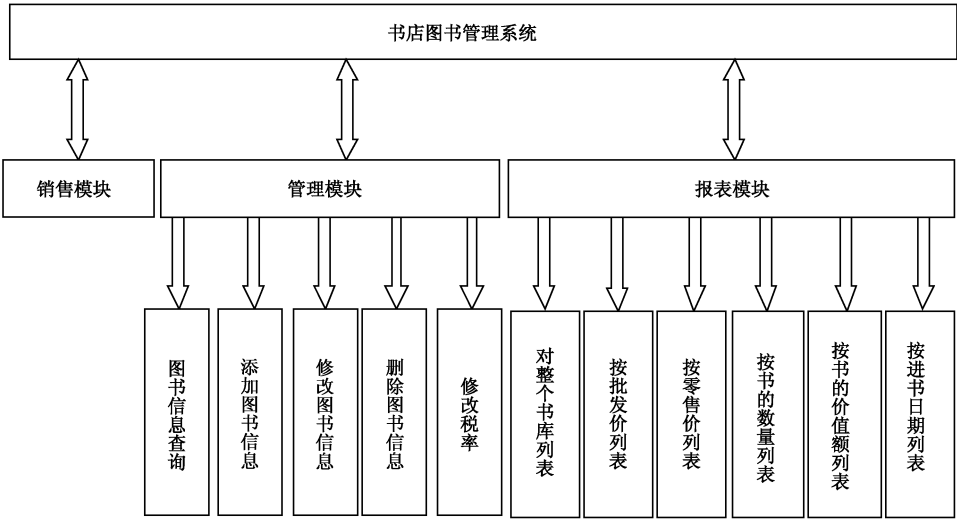 书店图书管理系统
销售模块
管理模块
报表模块
图书信息查询
添加图书信息
修改图书信息
删除图书信息
修改税率
对整个书库列表
按批发价列表
按零售价列表
按书的数量列表
按书的价值额列表
按进书日期列表